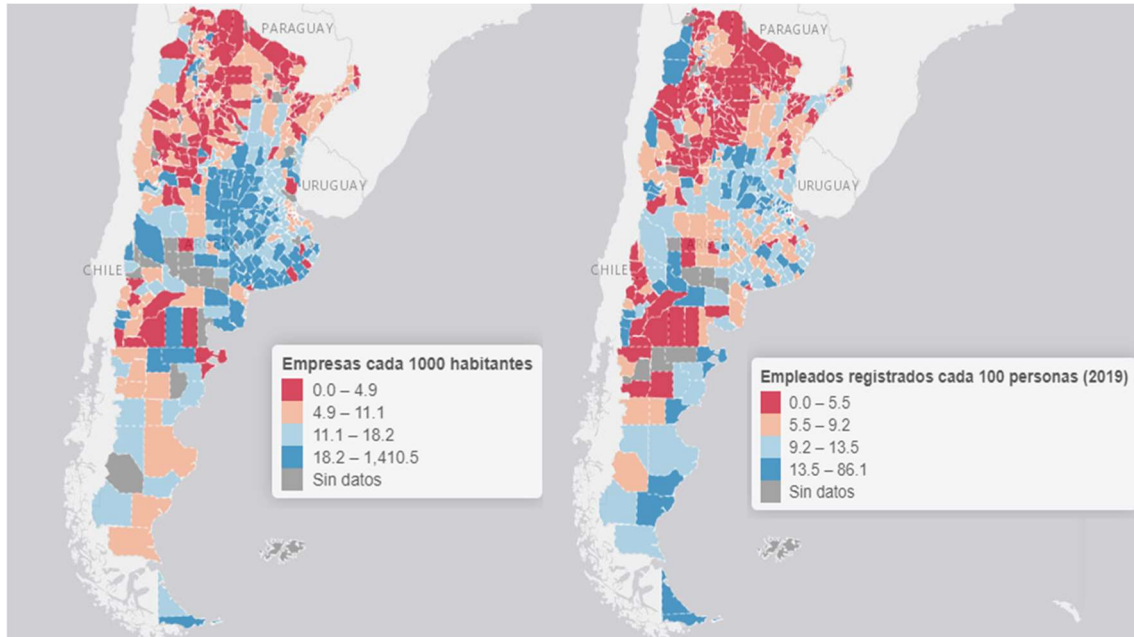 PARAGUAY
URUGUAY
CHILE
Empresas cada 1000 habitantes
0.0 – 4.9
4.9 – 11.1
11.1 – 18.2
18.2 – 1,410.5
Sin datos
PARAGUAY
URUGUAY
CHILE
Empleados registrados cada 100 personas (2019)
0.0 – 5.5
5.5 – 9.2
9.2 – 13.5
13.5 – 86.1
Sin datos